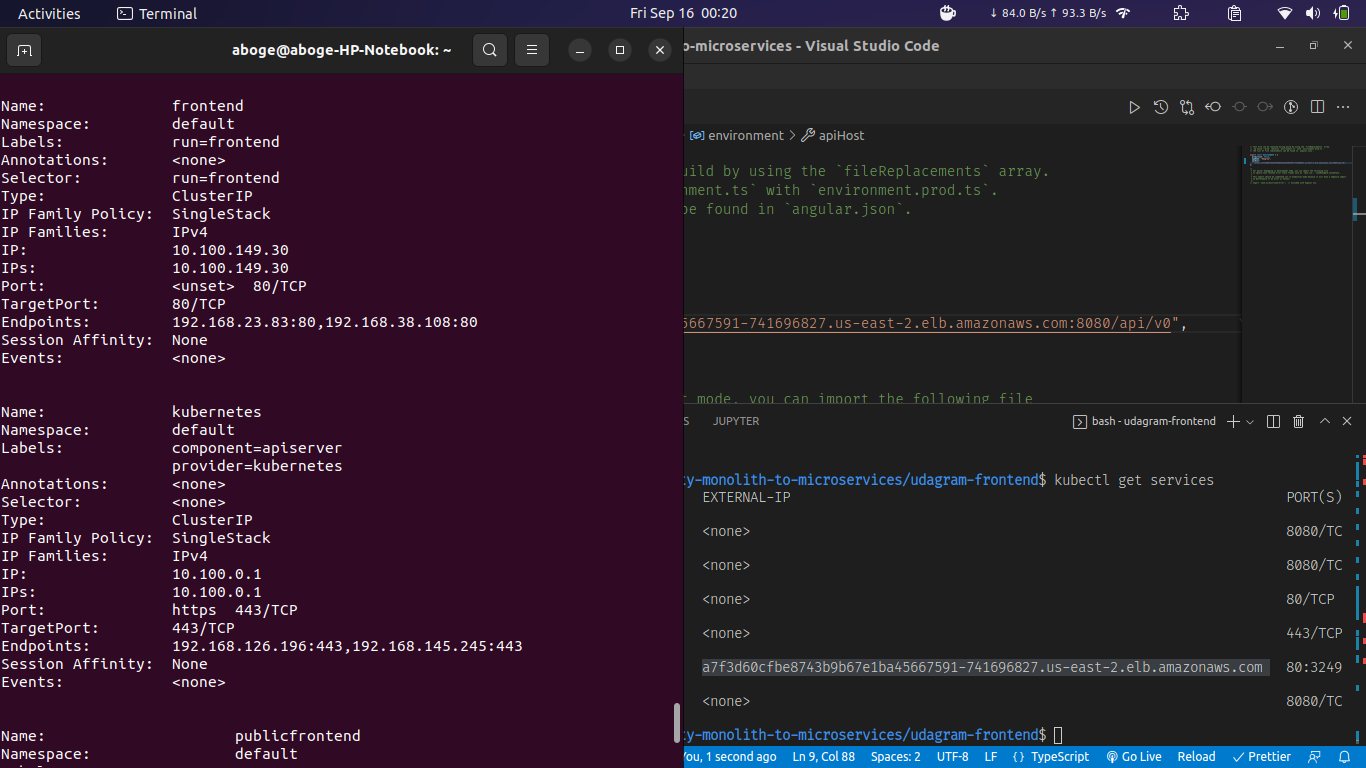 Activities
Terminal
Fri Sep 16 00:20
↓ 84.0 B/s ↑ 93.3 B/s
aboge@aboge-HP-Notebook: ~
o-microservices - Visual Studio Code
Name: frontend
Namespace: default
Labels: run=frontend
Annotations: <none>
Selector: run=frontend
Type: ClusterIP
IP Family Policy: SingleStack
IP Families: IPv4
IP: 10.100.149.30
IPs: 10.100.149.30
Port: <unset> 80/TCP
TargetPort: 80/TCP
Endpoints: 192.168.23.83:80,192.168.38.108:80
Session Affinity: None
Events: <none>
Name: kubernetes
Namespace: default
Labels: component=apiserver
provider=kubernetes
Annotations: <none>
Selector: <none>
Type: ClusterIP
IP Family Policy: SingleStack
IP Families: IPv4
IP: 10.100.0.1
IPs: 10.100.0.1
Port: https 443/TCP
TargetPort: 443/TCP
Endpoints: 192.168.126.196:443,192.168.145.245:443
Session Affinity: None
Events: <none>
Name: publicfrontend
Namespace: default
environment > apiHost
uild by using the `fileReplacements` array.
nment.ts` with `environment.prod.ts`.
be found in `angular.json`.
5667591-741696827.us-east-2.elb.amazonaws.com:8080/api/v0",
t mode, you can import the following file
S JUPYTER
bash - udagram-frontend
ty-monolith-to-microservices/udagram-frontend$ kubectl get services
EXTERNAL-IP PORT(S)
<none> 8080/TC
<none> 8080/TC
<none> 80/TCP
<none> 443/TCP
a7f3d60cfbe8743b9b67e1ba45667591-741696827.us-east-2.elb.amazonaws.com 80:3249
<none> 8080/TC
ty-monolith-to-microservices/udagram-frontend$
You, 1 second ago Ln 9, Col 88 Spaces: 2 UTF-8 LF {} TypeScript Go Live Reload Prettier